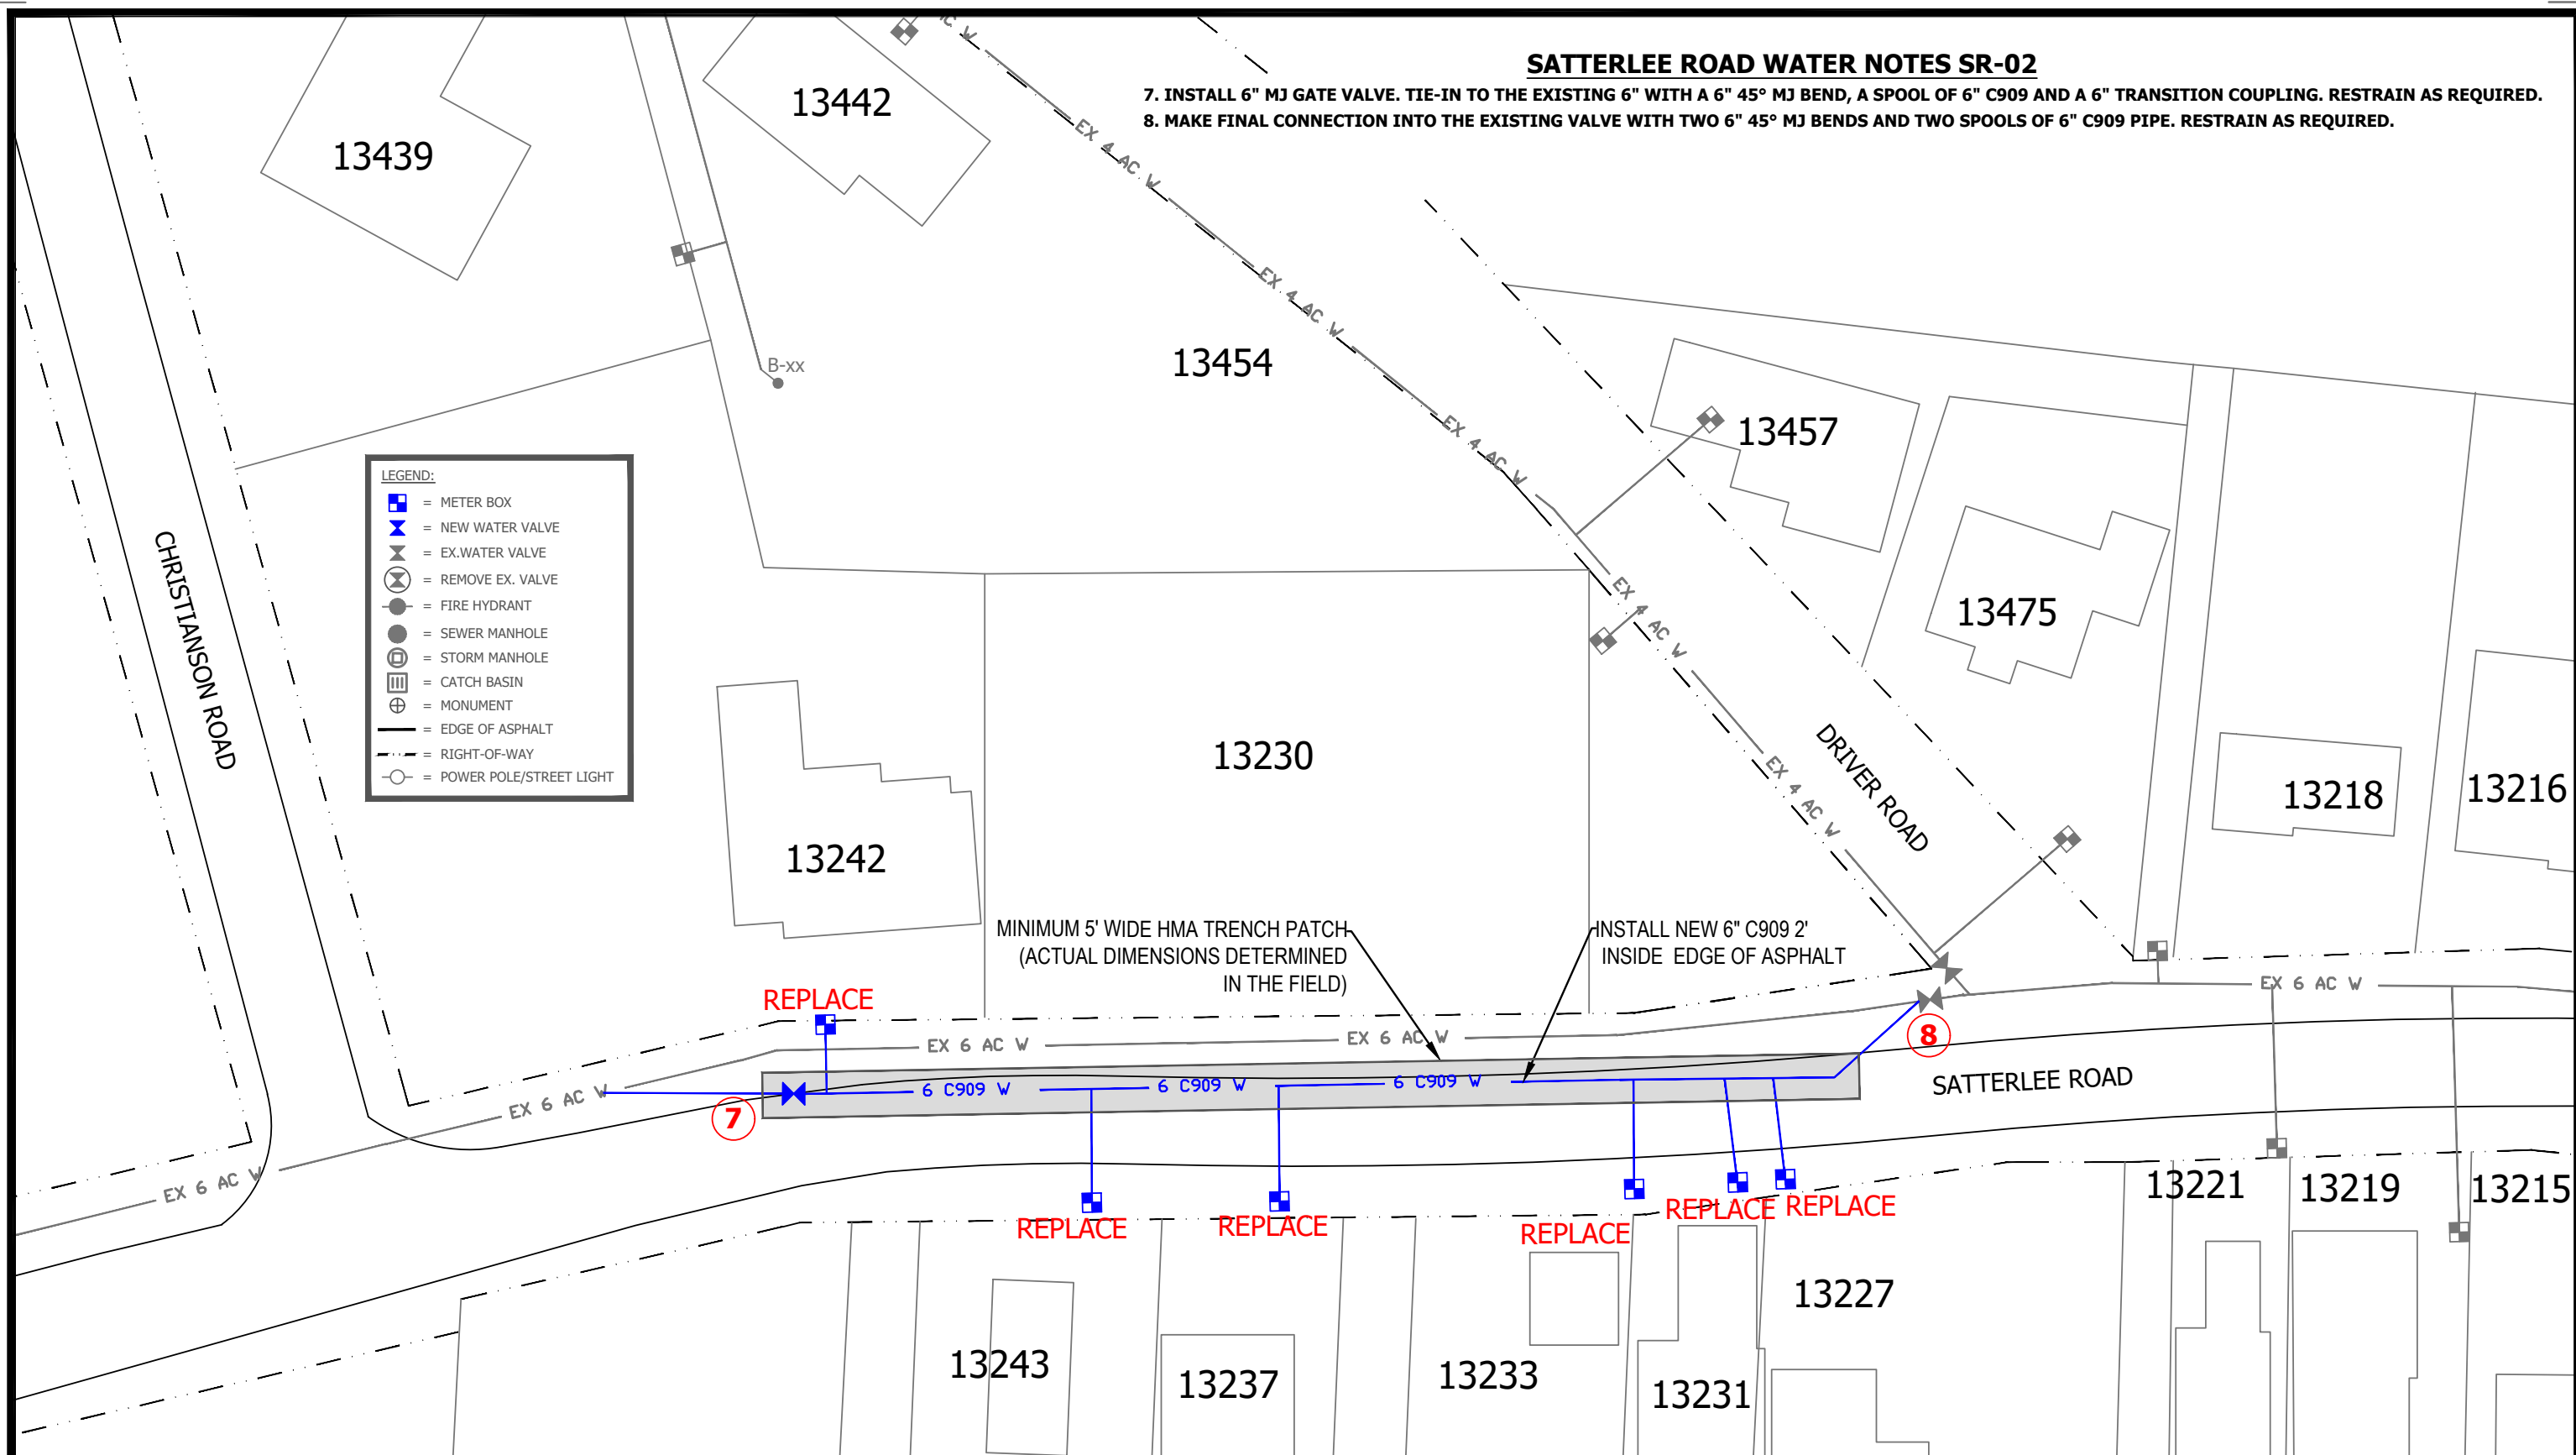 SATTERLEE ROAD WATER NOTES SR-02
7. INSTALL 6" MJ GATE VALVE. TIE-IN TO THE EXISTING 6" WITH A 6" 45° MJ BEND, A SPOOL OF 6" C909 AND A 6" TRANSITION COUPLING. RESTRAIN AS REQUIRED.
8. MAKE FINAL CONNECTION INTO THE EXISTING VALVE WITH TWO 6" 45° MJ BENDS AND TWO SPOOLS OF 6" C909 PIPE. RESTRAIN AS REQUIRED.
AC W
13442
13439
EX 4 AC W
EX 4 AC W
13454
B-xx
EX 4 AC W
13457
LEGEND:
= METER BOX
= NEW WATER VALVE
= EX.WATER VALVE
= REMOVE EX. VALVE
= FIRE HYDRANT
= SEWER MANHOLE
= STORM MANHOLE
= CATCH BASIN
= MONUMENT
= EDGE OF ASPHALT
= RIGHT-OF-WAY
= POWER POLE/STREET LIGHT
CHRISTIANSON ROAD
EX 4 AC W
13475
13230
EX 4 AC W
DRIVER ROAD
13218
13216
13242
MINIMUM 5' WIDE HMA TRENCH PATCH
(ACTUAL DIMENSIONS DETERMINED
IN THE FIELD)
INSTALL NEW 6" C909 2'
INSIDE EDGE OF ASPHALT
REPLACE
EX 6 AC W
EX 6 AC W
EX 6 AC W
8
6 C909 W
6 C909 W
6 C909 W
SATTERLEE ROAD
EX 6 AC W
7
EX 6 AC W
REPLACE
REPLACE
REPLACE
REPLACE
REPLACE
13221
13219
13215
13227
13243
13237
13233
13231